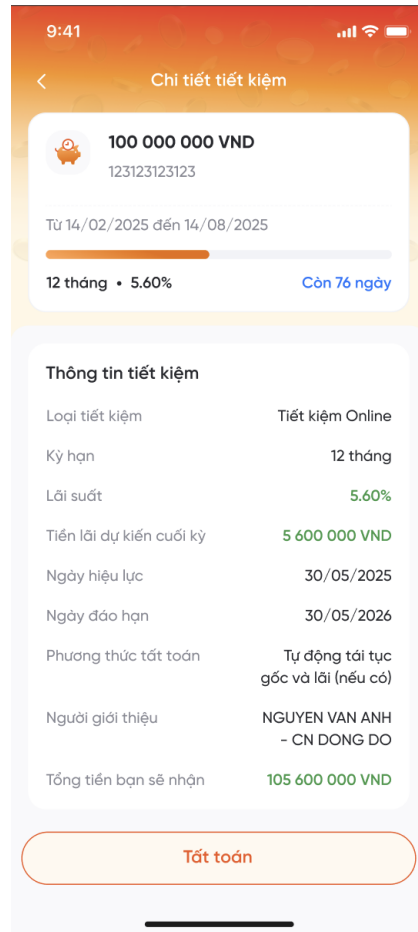 9:41
Chi tiết tiết kiệm
100 000 000 VND
123123123123
Từ 14/02/2025 đến 14/08/2025
12 tháng • 5.60% Còn 76 ngày
Thông tin tiết kiệm
Loại tiết kiệm Tiết kiệm Online
Kỳ hạn 12 tháng
Lãi suất 5.60%
Tiền lãi dự kiến cuối kỳ 5 600 000 VND
Ngày hiệu lực 30/05/2025
Ngày đáo hạn 30/05/2026
Phương thức tất toán Tự động tái tục
gốc và lãi (nếu có)
Người giới thiệu NGUYEN VAN ANH
- CN DONG DO
Tổng tiền bạn sẽ nhận 105 600 000 VND
Tất toán